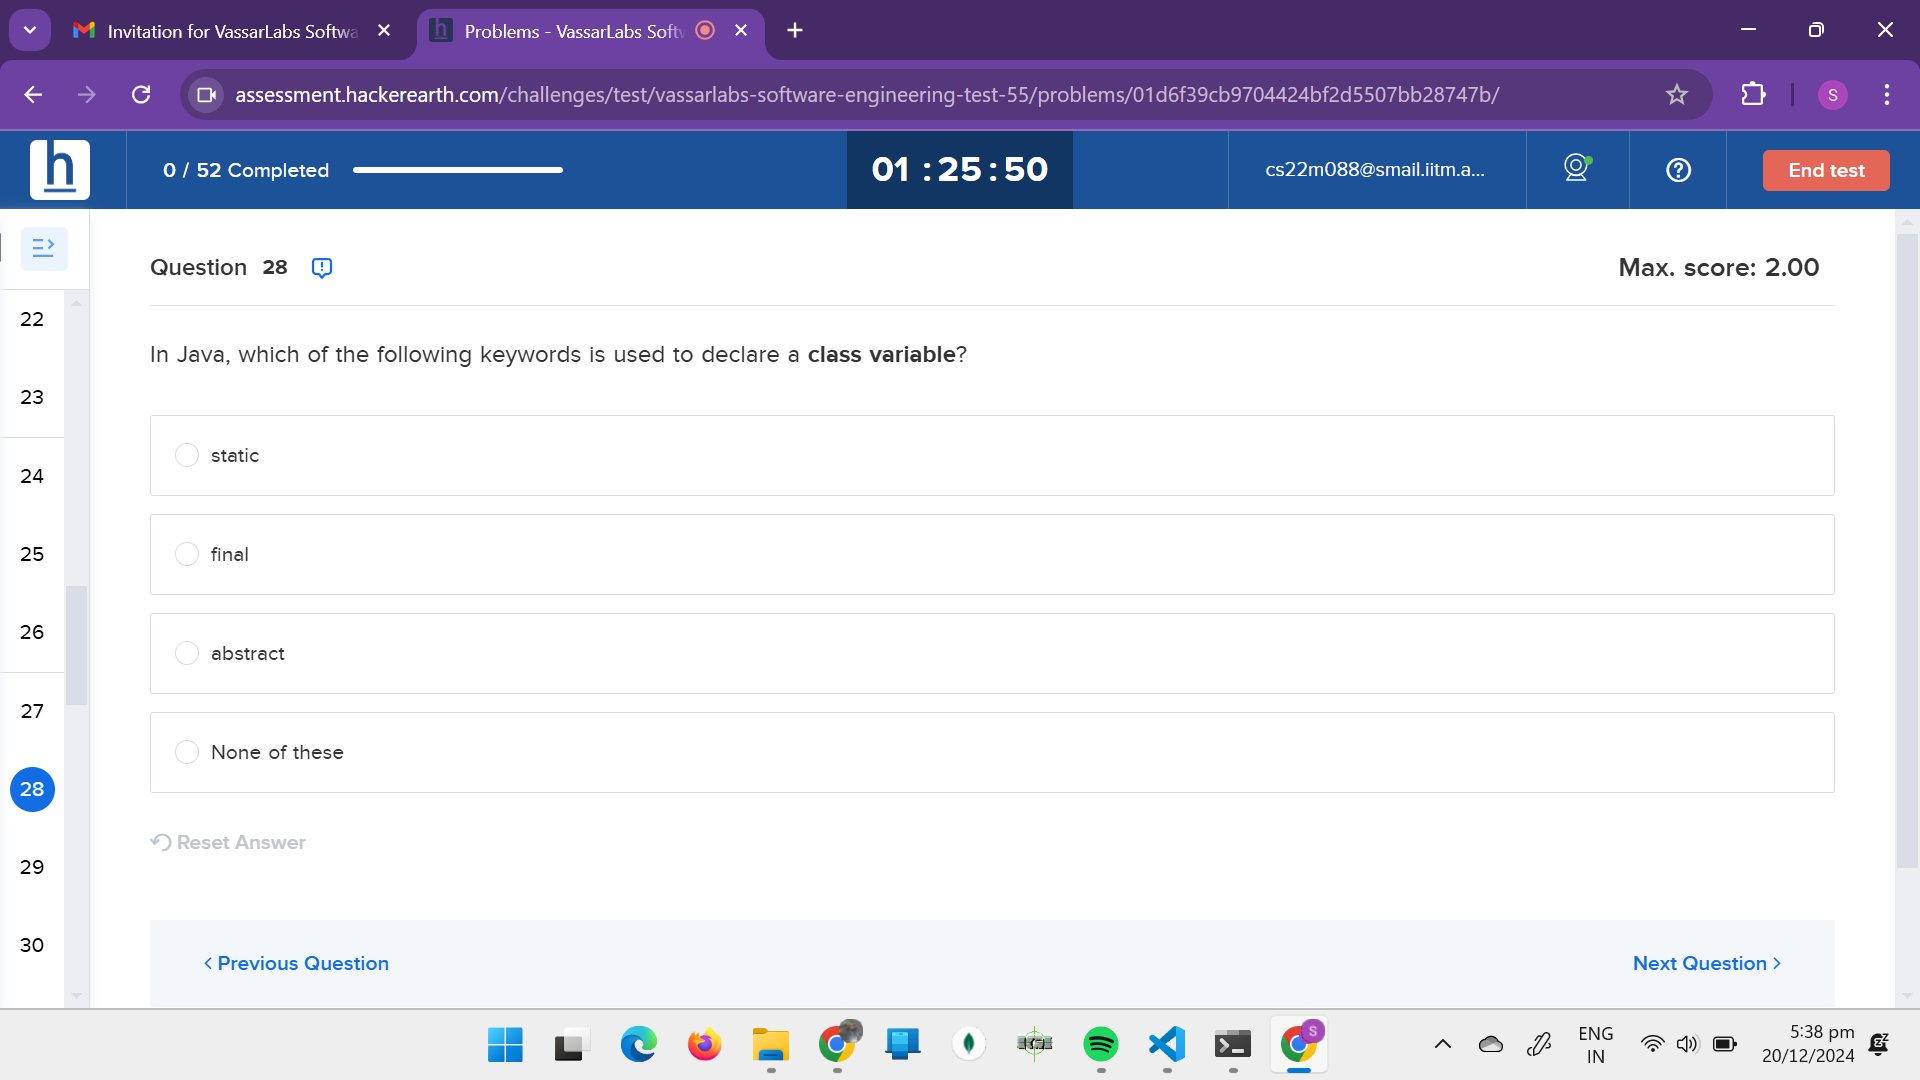 Invitation for VassarLabs Softwa
Problems - VassarLabs Softw
assessment.hackerearth.com/challenges/test/vassarlabs-software-engineering-test-55/problems/01d6f39cb9704424bf2d5507bb28747b/
S
h
0 / 52 Completed
01 : 25 : 50
cs22m088@smail.iitm.a...
End test
Question 28
Max. score: 2.00
22
23
24
25
26
27
28
29
30
In Java, which of the following keywords is used to declare a class variable?
static
final
abstract
None of these
Reset Answer
< Previous Question
Next Question >
S
ENG
IN
5:38 pm
20/12/2024